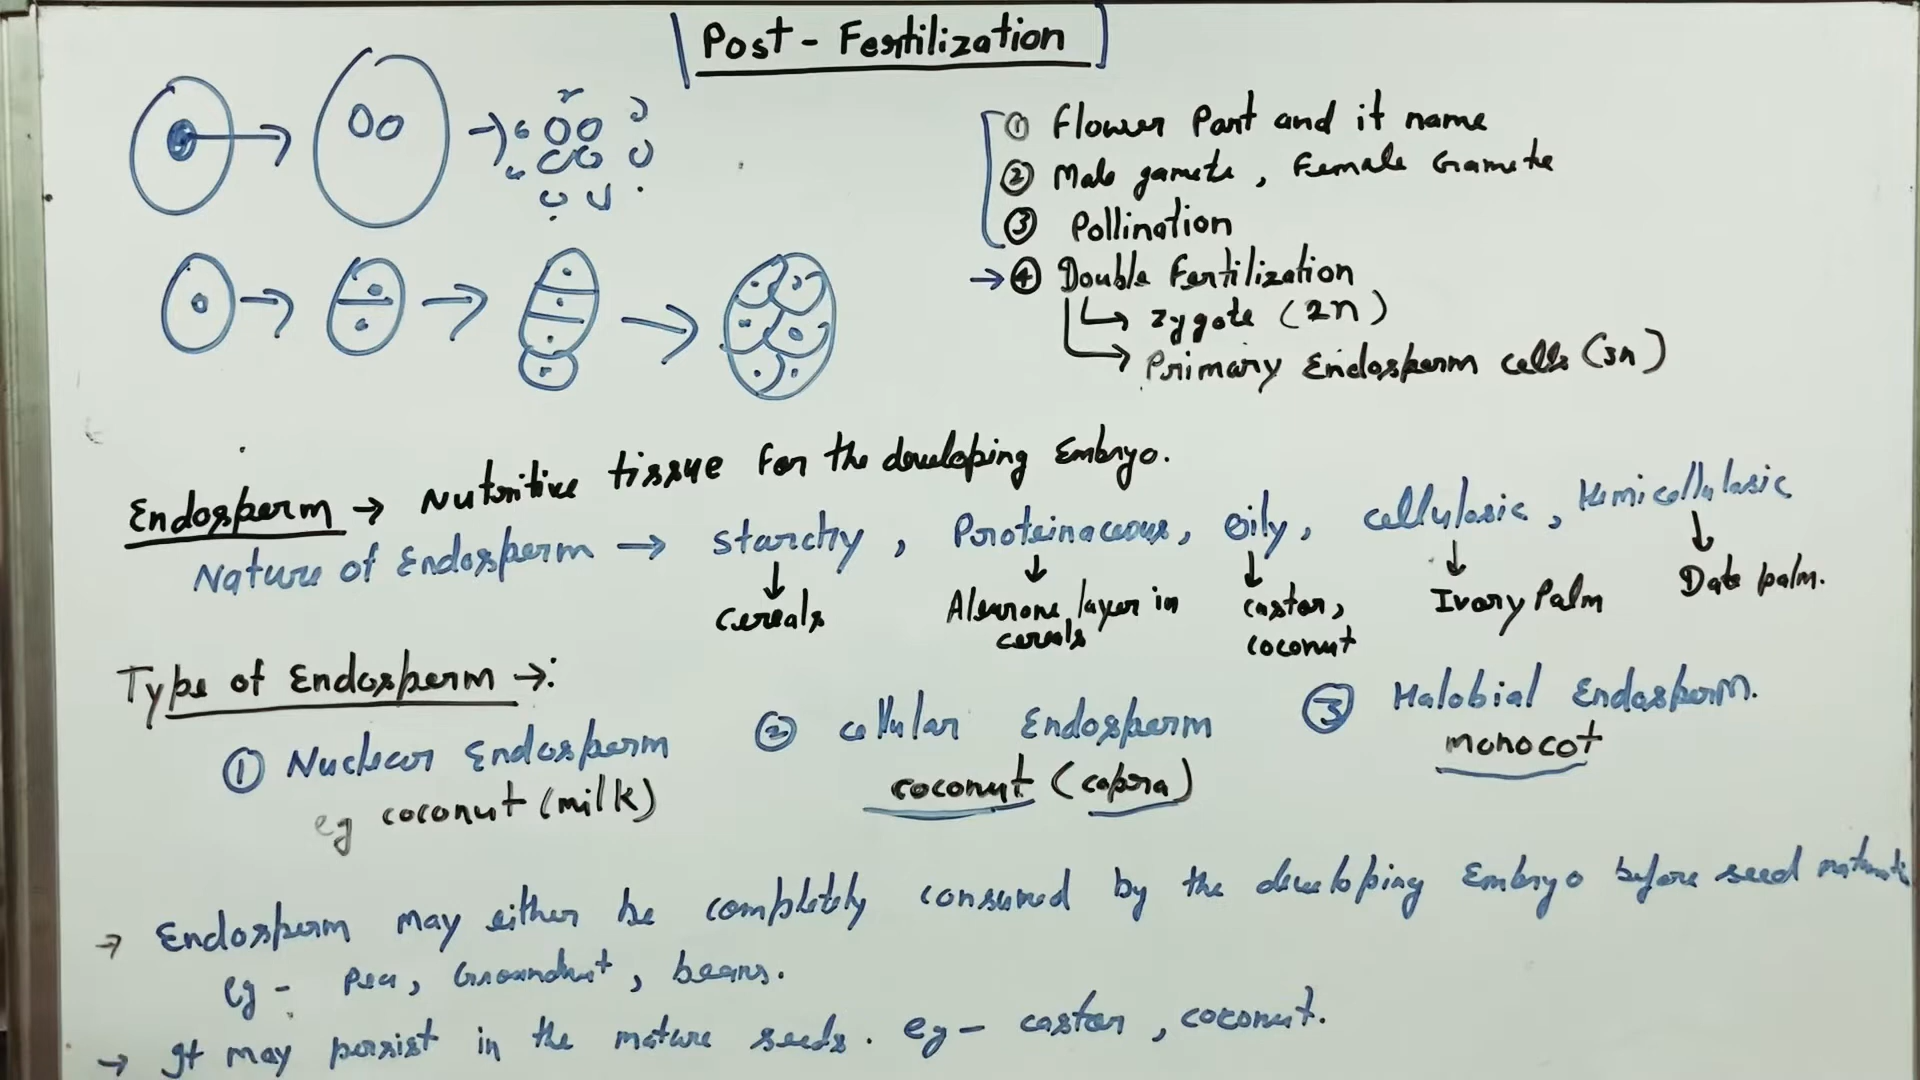 Post - Fertilization
① Flower Part and it name
② Male gamete, Female Gamete
③ Pollination
→ ④ Double Fertilization
↳ zygote (2n)
↳ Primary Endosperm cells (3n)
Endosperm → Nutritive tissue for the developing Embryo.
Nature of Endosperm → starchy, Proteinaceous, oily, cellulosic, Hemicellulosic
↓ ↓ ↓ ↓ ↓
cereals Aleurone layer in castor, Ivory Palm Date palm.
cereals coconut
Type of Endosperm →:
① Nuclear Endosperm ② cellular Endosperm ③ Halobial Endosperm.
eg coconut (milk) coconut (copra) monocot
→ Endosperm may either be completely consumed by the developing Embryo before seed
eg - Pea, Groundnut, beans.
→ It may persist in the mature seeds. eg - castor, coconut.